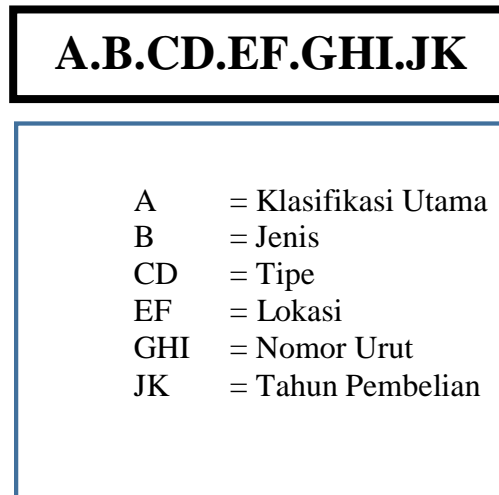 A.B.CD.EF.GHI.JK
A = Klasifikasi Utama
B = Jenis
CD = Tipe
EF = Lokasi
GHI = Nomor Urut
JK = Tahun Pembelian